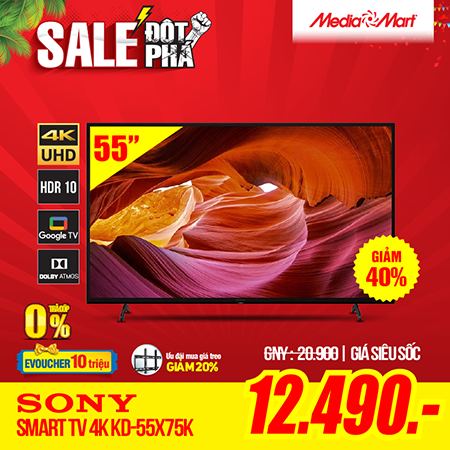 SALE ĐỘT PHÁ
MediaMart
4K
UHD
55"
HDR 10
Google TV
DOLBY ATMOS
GIẢM
40%
TRẢ GÓP
0%
EVOUCHER 10 triệu
Ưu đãi mua giá treo
GIẢM 20%
GNY : 20.900 | GIÁ SIÊU SỐC
SONY
SMART TV 4K KD-55X75K
12.490.-